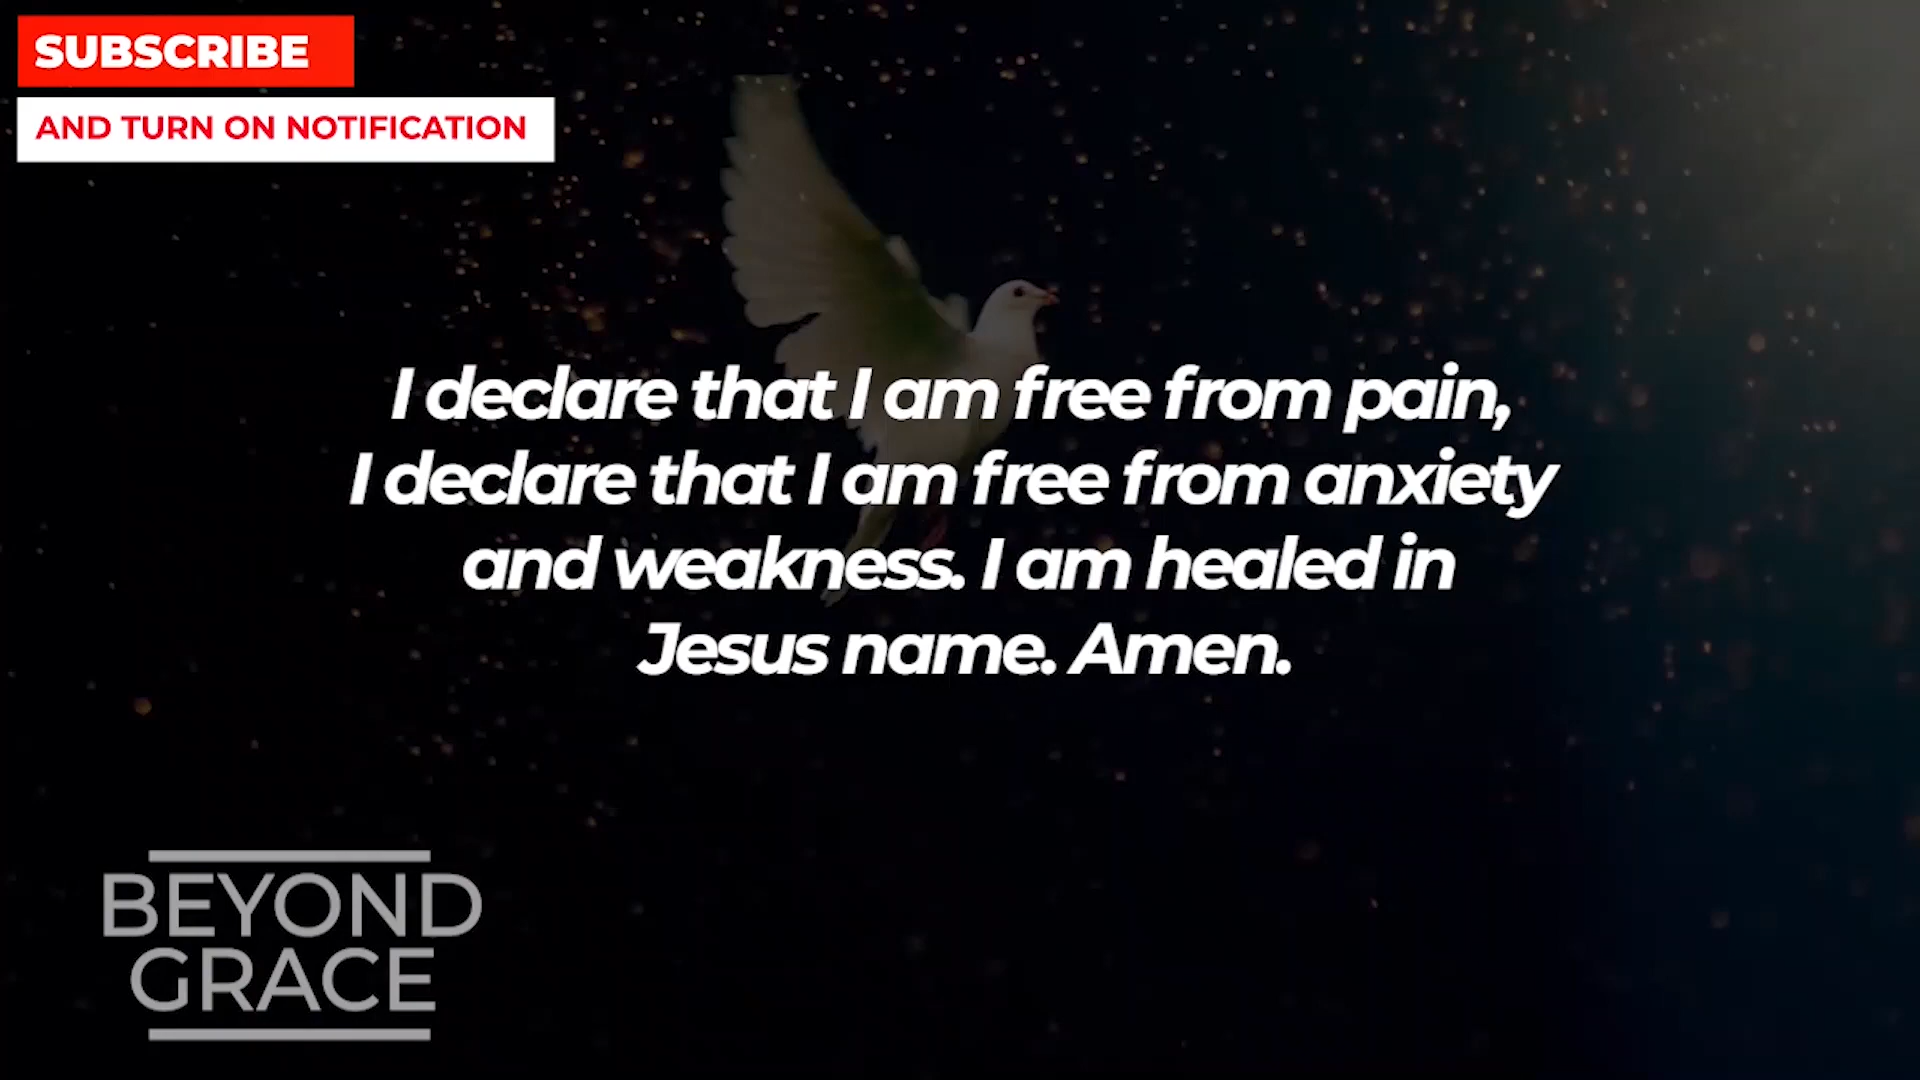 SUBSCRIBE
AND TURN ON NOTIFICATION
I declare that I am free from pain,
I declare that I am free from anxiety
and weakness. I am healed in
Jesus name. Amen.
BEYOND
GRACE